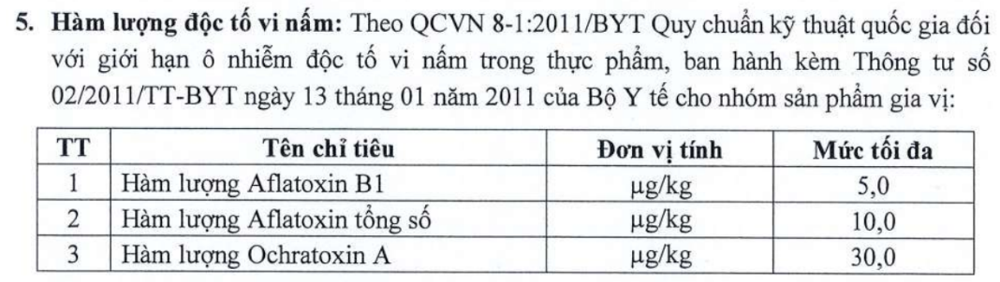 5. Hàm lượng độc tố vi nấm: Theo QCVN 8-1:2011/BYT Quy chuẩn kỹ thuật quốc gia đối
với giới hạn ô nhiễm độc tố vi nấm trong thực phẩm, ban hành kèm Thông tư số
02/2011/TT-BYT ngày 13 tháng 01 năm 2011 của Bộ Y tế cho nhóm sản phẩm gia vị:
TT Tên chỉ tiêu Đơn vị tính Mức tối đa
1 Hàm lượng Aflatoxin B1 µg/kg 5,0
2 Hàm lượng Aflatoxin tổng số µg/kg 10,0
3 Hàm lượng Ochratoxin A µg/kg 30,0